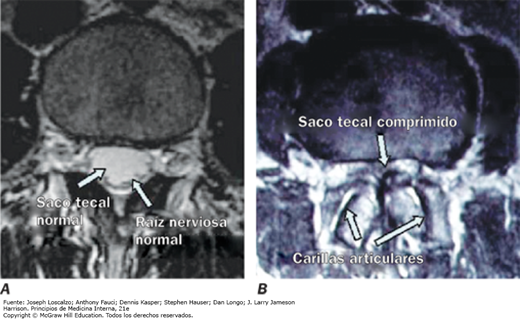 Saco tecal
normal
Raíz nerviosa
normal
A
Saco tecal comprimido
Carillas articulares
B
Fuente: Joseph Loscalzo; Anthony Fauci; Dennis Kasper; Stephen Hauser; Dan Longo; J. Larry Jameson
Harrison. Principios de Medicina Interna, 21e
Copyright © McGraw Hill Education. Todos los derechos reservados.